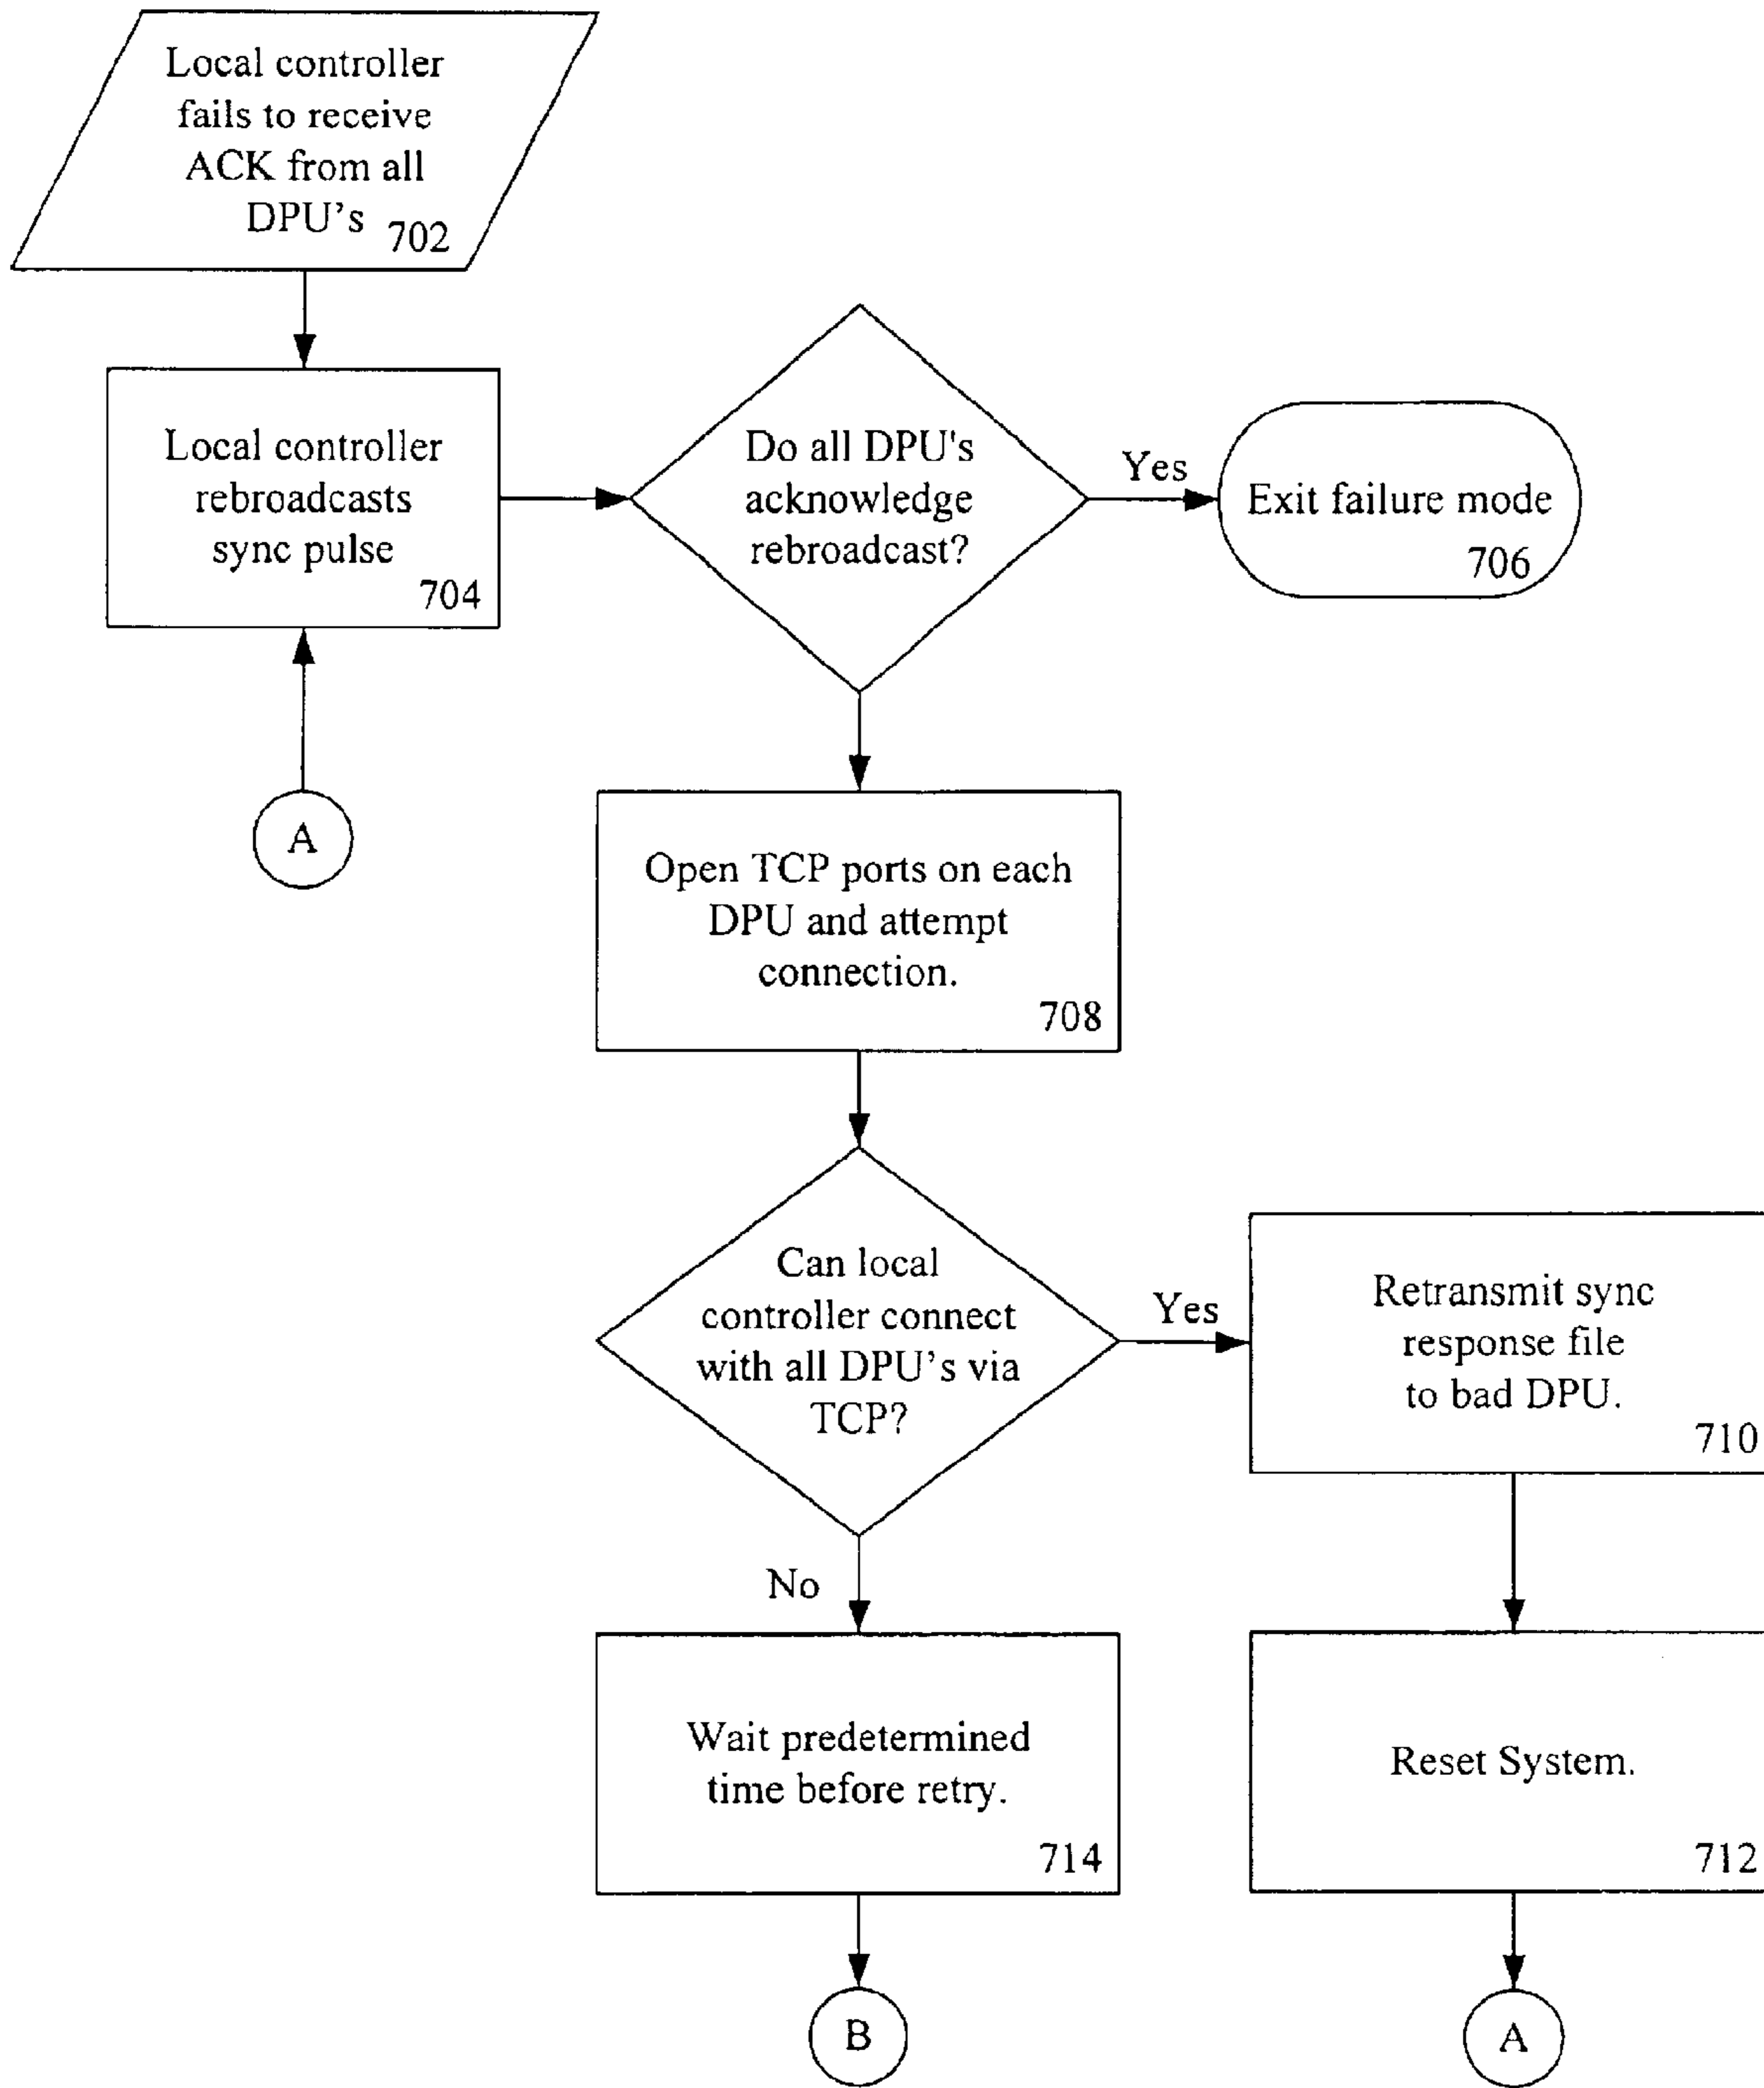 Local controller
fails to receive
ACK from all
DPU's
702
Local controller
rebroadcasts
sync pulse
704
Do all DPU's
acknowledge
rebroadcast?
Yes
Exit failure mode
706
A
Open TCP ports on each
DPU and attempt
connection.
708
Can local
controller connect
with all DPU's via
TCP?
Yes
Retransmit sync
response file
to bad DPU.
710
No
Wait predetermined
time before retry.
714
Reset System.
712
B
A